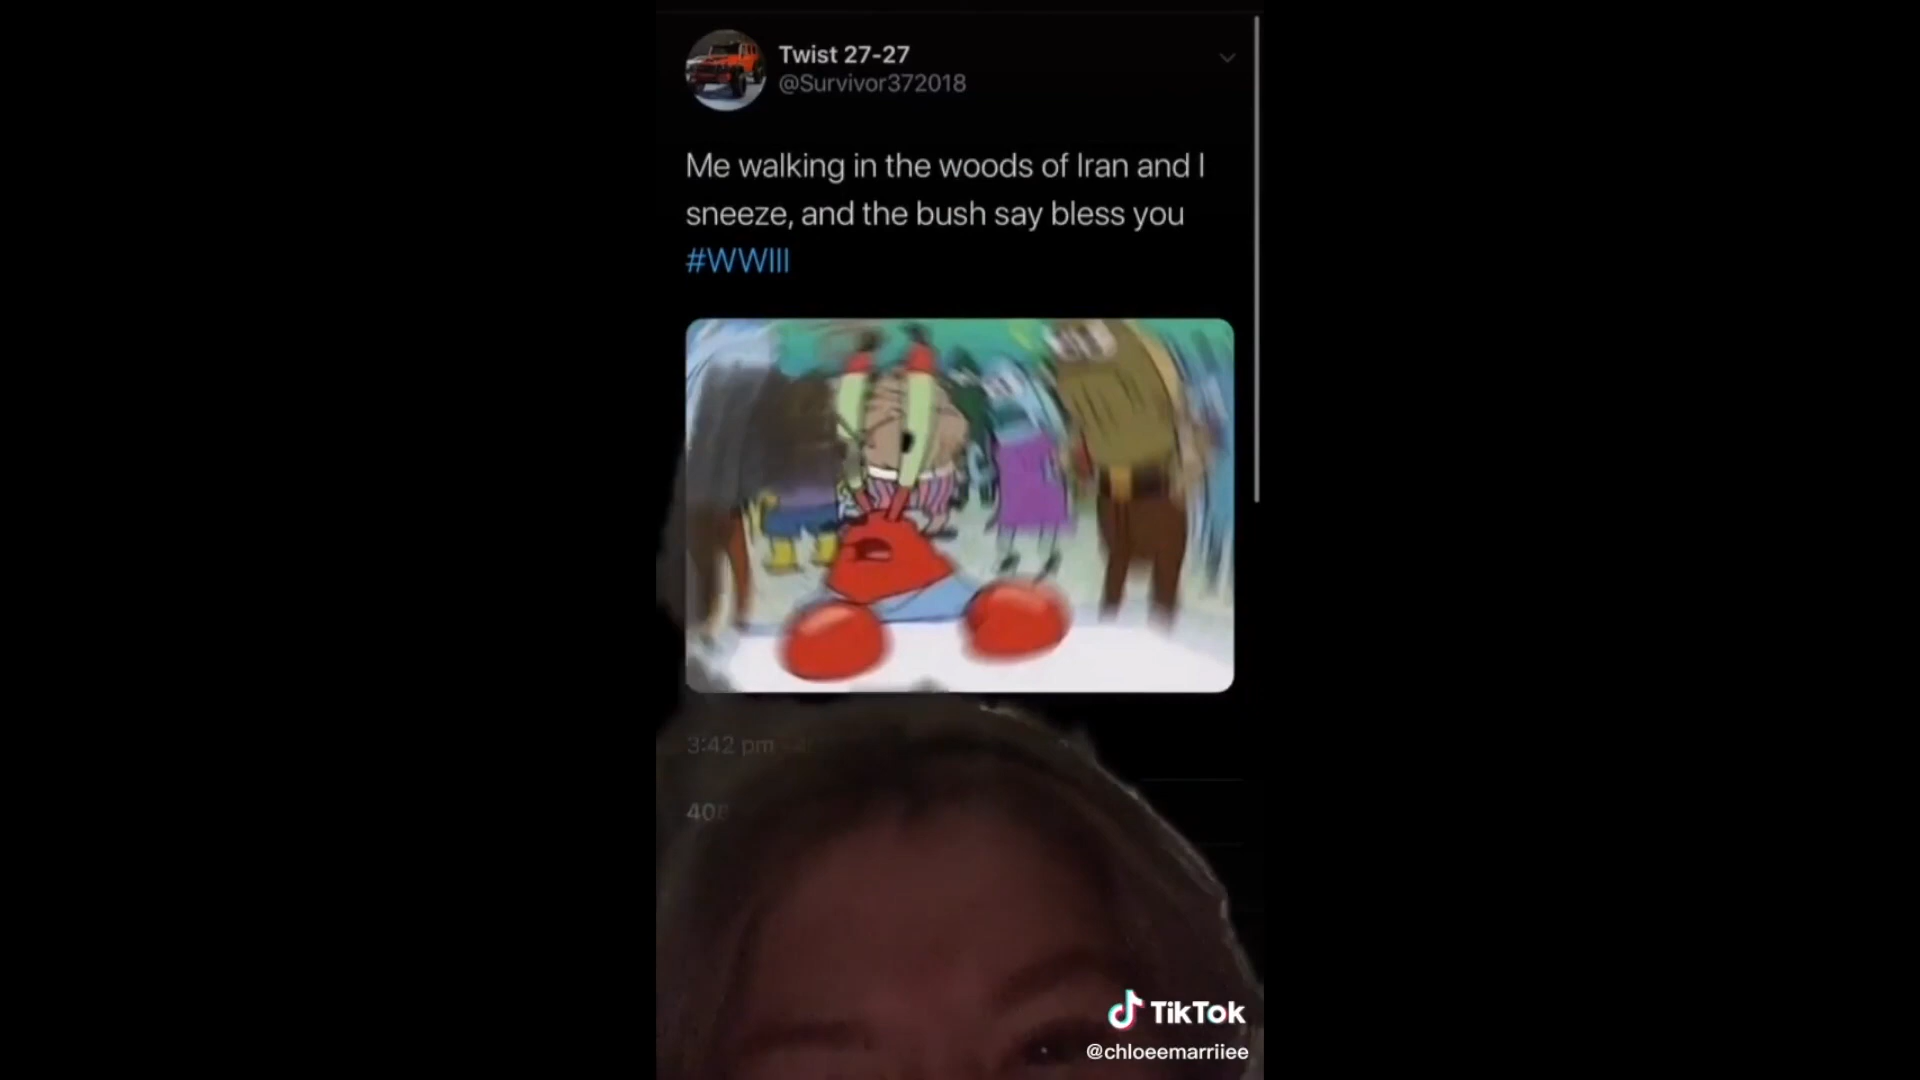 Twist 27-27
@Survivor372018
Me walking in the woods of Iran and I
sneeze, and the bush say bless you
#WWIII
3:42 pm
TikTok
@chloeemarriiee